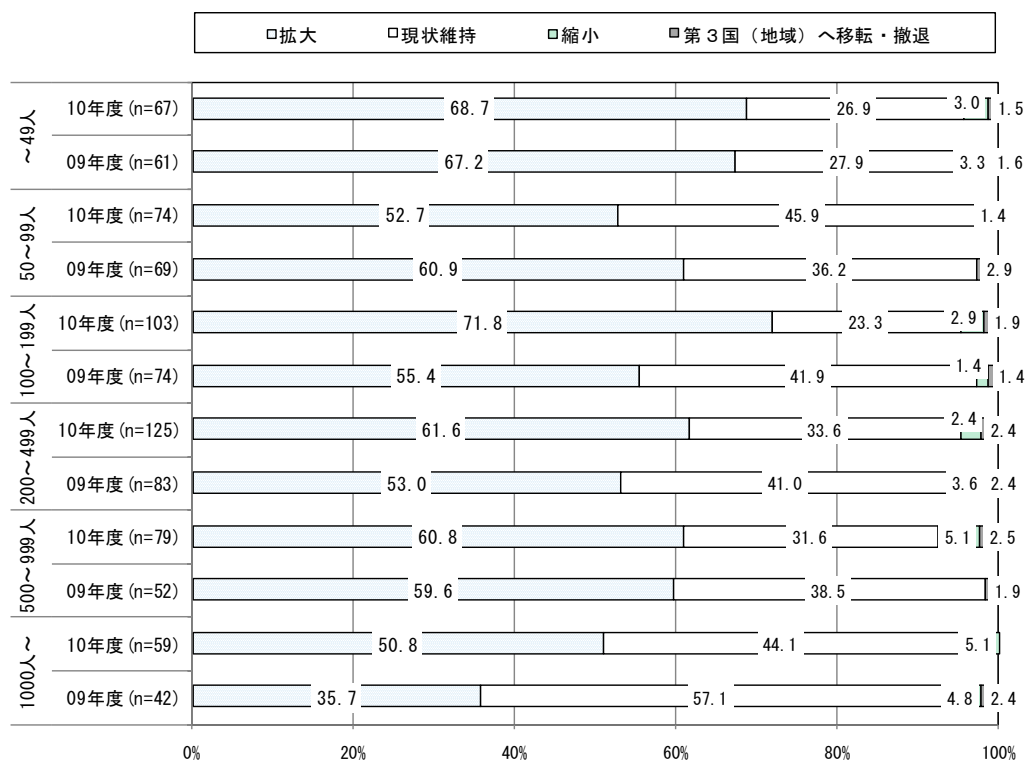 □拡大 □現状維持 □縮小 ■第３国（地域）へ移転・撤退
～49人
10年度(n=67) 68.7 26.9 3.0 1.5
09年度(n=61) 67.2 27.9 3.3 1.6
50～99人
10年度(n=74) 52.7 45.9 1.4
09年度(n=69) 60.9 36.2 2.9
100～199人
10年度(n=103) 71.8 23.3 2.9 1.9
09年度(n=74) 55.4 41.9 1.4 1.4
200～499人
10年度(n=125) 61.6 33.6 2.4 2.4
09年度(n=83) 53.0 41.0 3.6 2.4
500～999人
10年度(n=79) 60.8 31.6 5.1 2.5
09年度(n=52) 59.6 38.5 1.9
1000人～
10年度(n=59) 50.8 44.1 5.1
09年度(n=42) 35.7 57.1 4.8 2.4
0% 20% 40% 60% 80% 100%